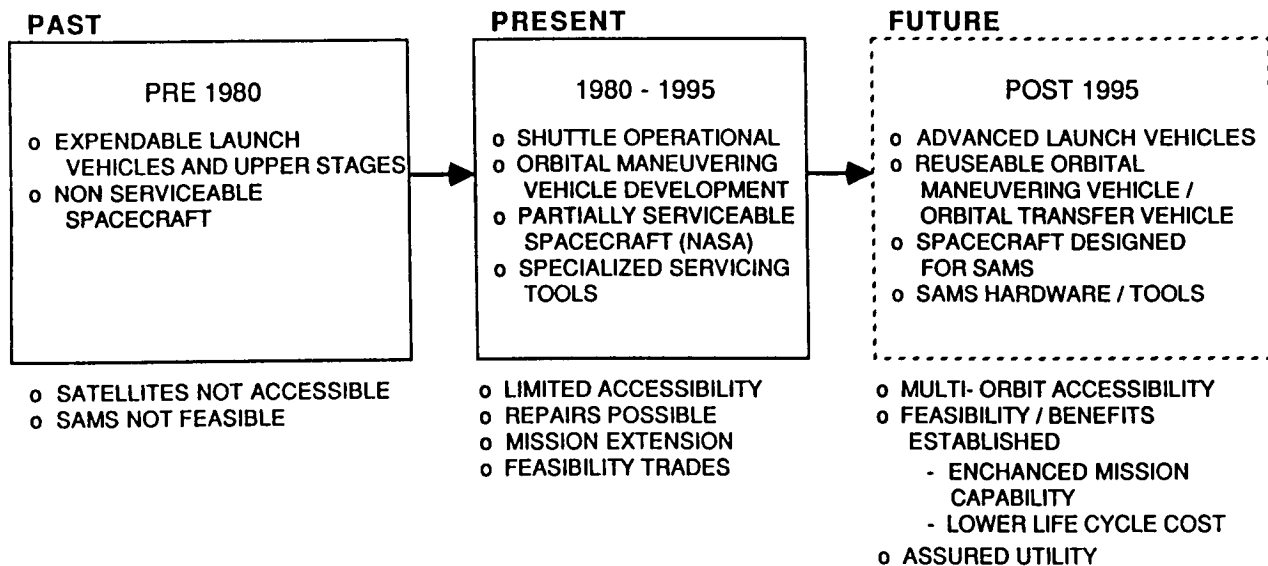 PAST
PRE 1980
o EXPENDABLE LAUNCH
VEHICLES AND UPPER STAGES
o NON SERVICEABLE
SPACECRAFT
o SATELLITES NOT ACCESSIBLE
o SAMS NOT FEASIBLE
PRESENT
1980 - 1995
o SHUTTLE OPERATIONAL
o ORBITAL MANEUVERING
VEHICLE DEVELOPMENT
o PARTIALLY SERVICEABLE
SPACECRAFT (NASA)
o SPECIALIZED SERVICING
TOOLS
o LIMITED ACCESSIBILITY
o REPAIRS POSSIBLE
o MISSION EXTENSION
o FEASIBILITY TRADES
FUTURE
POST 1995
o ADVANCED LAUNCH VEHICLES
o REUSEABLE ORBITAL
MANEUVERING VEHICLE /
ORBITAL TRANSFER VEHICLE
o SPACECRAFT DESIGNED
FOR SAMS
o SAMS HARDWARE / TOOLS
o MULTI- ORBIT ACCESSIBILITY
o FEASIBILITY / BENEFITS
ESTABLISHED
- ENCHANCED MISSION
CAPABILITY
- LOWER LIFE CYCLE COST
o ASSURED UTILITY